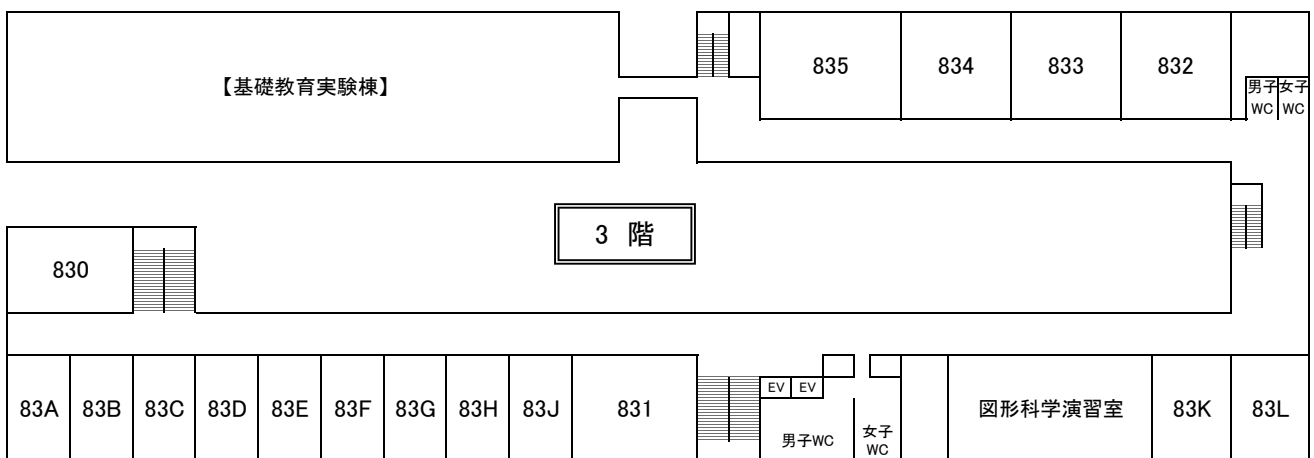 【基礎教育実験棟】
835
834
833
832
男子
WC
女子
WC
3 階
830
83A
83B
83C
83D
83E
83F
83G
83H
83J
831
EV
EV
男子WC
女子
WC
図形科学演習室
83K
83L